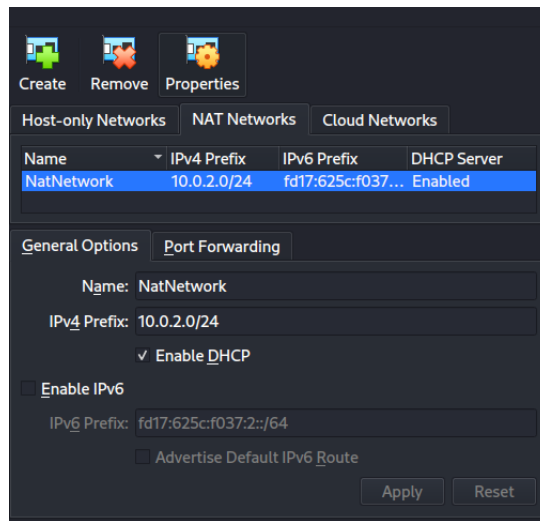 Create Remove Properties
Host-only Networks NAT Networks Cloud Networks
Name IPv4 Prefix IPv6 Prefix DHCP Server
NatNetwork 10.0.2.0/24 fd17:625c:f037... Enabled
General Options Port Forwarding
Name: NatNetwork
IPv4 Prefix: 10.0.2.0/24
✓ Enable DHCP
Enable IPv6
IPv6 Prefix: fd17:625c:f037:2::/64
Advertise Default IPv6 Route
Apply Reset